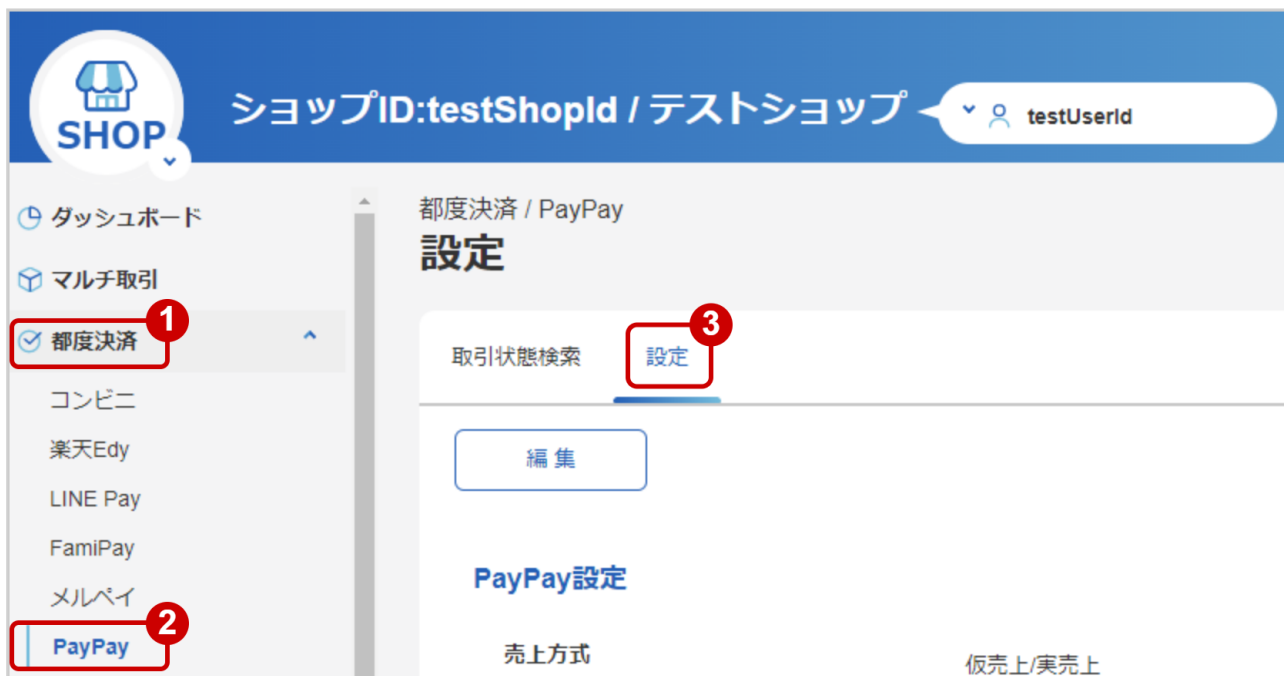 SHOP
ショップID:testShopId / テストショップ
testUserId
ダッシュボード
マルチ取引
1
都度決済
コンビニ
楽天Edy
LINE Pay
FamiPay
メルペイ
2
PayPay
都度決済 / PayPay
設定
3
取引状態検索 設定
編集
PayPay設定
売上方式 仮売上/実売上